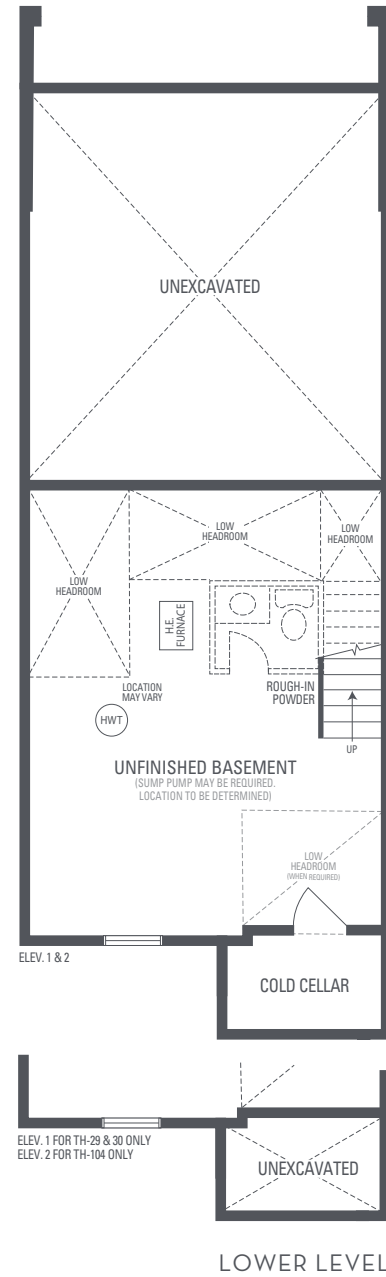 UNEXCAVATED
LOW
HEADROOM
LOW
HEADROOM
LOW
HEADROOM
H.E.
FURNACE
LOCATION
MAY VARY
HWT
ROUGH-IN
POWDER
UP
UNFINISHED BASEMENT
(SUMP PUMP MAY BE REQUIRED.
LOCATION TO BE DETERMINED)
LOW
HEADROOM
(WHEN REQUIRED)
ELEV. 1 & 2
COLD CELLAR
ELEV. 1 FOR TH-29 & 30 ONLY
ELEV. 2 FOR TH-104 ONLY
UNEXCAVATED
LOWER LEVEL